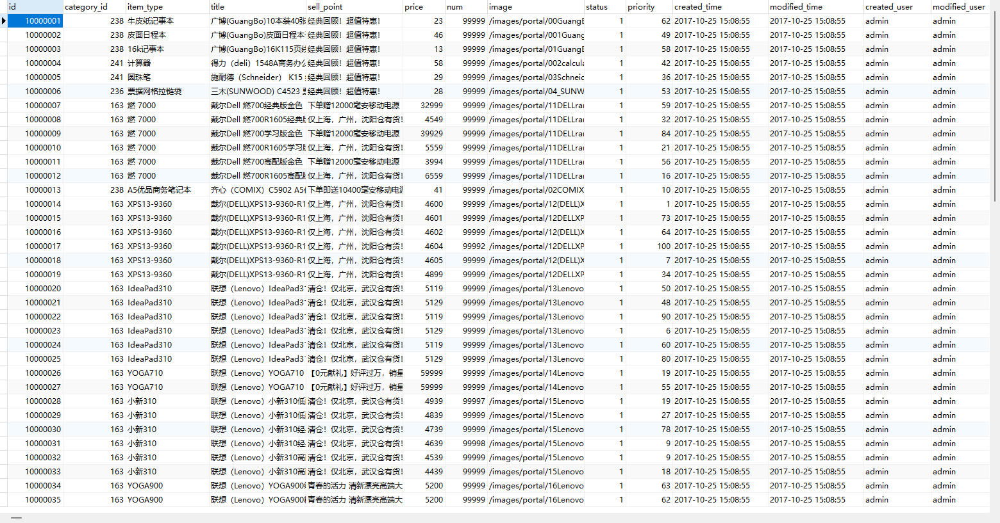 id category_id item_type title sell_point price num image status priority created_time modified_time created_user modified_user
10000001 238 牛皮纸记事本 广博(GuangBo)10本装40张 经典回顾！超值特惠！ 23 99999 /images/portal/00GuangB 1 62 2017-10-25 15:08:55 2017-10-25 15:08:55 admin admin
10000002 238 皮面日程本 广博(GuangBo)皮面日程本 经典回顾！超值特惠！ 46 99999 /images/portal/001Guang 1 49 2017-10-25 15:08:55 2017-10-25 15:08:55 admin admin
10000003 238 16k记事本 广博(GuangBo)16K115页线 经典回顾！超值特惠！ 13 99999 /images/portal/01GuangB 1 58 2017-10-25 15:08:55 2017-10-25 15:08:55 admin admin
10000004 241 计算器 得力（deli）1548A商务办公 经典回顾！超值特惠！ 58 99999 /images/portal/002calcula 1 42 2017-10-25 15:08:55 2017-10-25 15:08:55 admin admin
10000005 241 圆珠笔 施耐德（Schneider） K15 经典回顾！超值特惠！ 29 99999 /images/portal/03Schneid 1 36 2017-10-25 15:08:55 2017-10-25 15:08:55 admin admin
10000006 236 票据网格拉链袋 三木(SUNWOOD) C4523 票 经典回顾！超值特惠！ 28 99999 /images/portal/04_SUNW 1 53 2017-10-25 15:08:55 2017-10-25 15:08:55 admin admin
10000007 163 燃 7000 戴尔Dell 燃700经典版金色 下单赠12000毫安移动电源 32999 99999 /images/portal/11DELLran 1 59 2017-10-25 15:08:55 2017-10-25 15:08:55 admin admin
10000008 163 燃 7000 戴尔Dell 燃700R1605经典版 仅上海，广州，沈阳仓有货！ 4549 99999 /images/portal/11DELLran 1 32 2017-10-25 15:08:55 2017-10-25 15:08:55 admin admin
10000009 163 燃 7000 戴尔Dell 燃700学习版金色 下单赠12000毫安移动电源 39929 99999 /images/portal/11DELLran 1 84 2017-10-25 15:08:55 2017-10-25 15:08:55 admin admin
10000010 163 燃 7000 戴尔Dell 燃700R1605学习版 仅上海，广州，沈阳仓有货！ 5559 99999 /images/portal/11DELLran 1 21 2017-10-25 15:08:55 2017-10-25 15:08:55 admin admin
10000011 163 燃 7000 戴尔Dell 燃700高配版金色 下单赠12000毫安移动电源 3994 99999 /images/portal/11DELLran 1 56 2017-10-25 15:08:55 2017-10-25 15:08:55 admin admin
10000012 163 燃 7000 戴尔Dell 燃700R1605高配版 仅上海，广州，沈阳仓有货！ 6559 99999 /images/portal/11DELLran 1 16 2017-10-25 15:08:55 2017-10-25 15:08:55 admin admin
10000013 238 A5优品商务笔记本 齐心（COMIX）C5902 A5优 下单即送10400毫安移动电源 41 99999 /images/portal/02COMIX 1 10 2017-10-25 15:08:55 2017-10-25 15:08:55 admin admin
10000014 163 XPS13-9360 戴尔(DELL)XPS13-9360-R1 仅上海，广州，沈阳仓有货！ 4600 99999 /images/portal/12(DELL)X 1 1 2017-10-25 15:08:55 2017-10-25 15:08:55 admin admin
10000015 163 XPS13-9360 戴尔(DELL)XPS13-9360-R1 仅上海，广州，沈阳仓有货！ 4601 99999 /images/portal/12DELLXP 1 73 2017-10-25 15:08:55 2017-10-25 15:08:55 admin admin
10000016 163 XPS13-9360 戴尔(DELL)XPS13-9360-R1 仅上海，广州，沈阳仓有货！ 4602 99999 /images/portal/12(DELL)X 1 64 2017-10-25 15:08:55 2017-10-25 15:08:55 admin admin
10000017 163 XPS13-9360 戴尔(DELL)XPS13-9360-R1 仅上海，广州，沈阳仓有货！ 4604 99992 /images/portal/12DELLXP 1 100 2017-10-25 15:08:55 2017-10-25 15:08:55 admin admin
10000018 163 XPS13-9360 戴尔(DELL)XPS13-9360-R1 仅上海，广州，沈阳仓有货！ 4605 99999 /images/portal/12(DELL)X 1 7 2017-10-25 15:08:55 2017-10-25 15:08:55 admin admin
10000019 163 XPS13-9360 戴尔(DELL)XPS13-9360-R1 仅上海，广州，沈阳仓有货！ 4899 99999 /images/portal/12DELLXP 1 34 2017-10-25 15:08:55 2017-10-25 15:08:55 admin admin
10000020 163 IdeaPad310 联想（Lenovo）IdeaPad31 清仓！仅北京，武汉仓有货！ 5119 99999 /images/portal/13Lenovo 1 50 2017-10-25 15:08:55 2017-10-25 15:08:55 admin admin
10000021 163 IdeaPad310 联想（Lenovo）IdeaPad31 清仓！仅北京，武汉仓有货！ 5129 99999 /images/portal/13Lenovo 1 48 2017-10-25 15:08:55 2017-10-25 15:08:55 admin admin
10000022 163 IdeaPad310 联想（Lenovo）IdeaPad31 清仓！仅北京，武汉仓有货！ 5119 99999 /images/portal/13Lenovo 1 90 2017-10-25 15:08:55 2017-10-25 15:08:55 admin admin
10000023 163 IdeaPad310 联想（Lenovo）IdeaPad31 清仓！仅北京，武汉仓有货！ 5129 99999 /images/portal/13Lenovo 1 6 2017-10-25 15:08:55 2017-10-25 15:08:55 admin admin
10000024 163 IdeaPad310 联想（Lenovo）IdeaPad31 清仓！仅北京，武汉仓有货！ 5119 99999 /images/portal/13Lenovo 1 60 2017-10-25 15:08:55 2017-10-25 15:08:55 admin admin
10000025 163 IdeaPad310 联想（Lenovo）IdeaPad31 清仓！仅北京，武汉仓有货！ 5129 99999 /images/portal/13Lenovo 1 80 2017-10-25 15:08:55 2017-10-25 15:08:55 admin admin
10000026 163 YOGA710 联想（Lenovo）YOGA710 【0元献礼】好评过万，销量 59999 99999 /images/portal/14Lenovo 1 19 2017-10-25 15:08:55 2017-10-25 15:08:55 admin admin
10000027 163 YOGA710 联想（Lenovo）YOGA710 【0元献礼】好评过万，销量 59999 99999 /images/portal/14Lenovo 1 55 2017-10-25 15:08:55 2017-10-25 15:08:55 admin admin
10000028 163 小新310 联想（Lenovo）小新310低 清仓！仅北京，武汉仓有货！ 4939 99997 /images/portal/15Lenovo 1 19 2017-10-25 15:08:55 2017-10-25 15:08:55 admin admin
10000029 163 小新310 联想（Lenovo）小新310低 清仓！仅北京，武汉仓有货！ 4839 99999 /images/portal/15Lenovo 1 27 2017-10-25 15:08:55 2017-10-25 15:08:55 admin admin
10000030 163 小新310 联想（Lenovo）小新310经 清仓！仅北京，武汉仓有货！ 4739 99999 /images/portal/15Lenovo 1 78 2017-10-25 15:08:55 2017-10-25 15:08:55 admin admin
10000031 163 小新310 联想（Lenovo）小新310经 清仓！仅北京，武汉仓有货！ 4639 99998 /images/portal/15Lenovo 1 9 2017-10-25 15:08:55 2017-10-25 15:08:55 admin admin
10000032 163 小新310 联想（Lenovo）小新310高 清仓！仅北京，武汉仓有货！ 4539 99999 /images/portal/15Lenovo 1 9 2017-10-25 15:08:55 2017-10-25 15:08:55 admin admin
10000033 163 小新310 联想（Lenovo）小新310高 清仓！仅北京，武汉仓有货！ 4439 99999 /images/portal/15Lenovo 1 18 2017-10-25 15:08:55 2017-10-25 15:08:55 admin admin
10000034 163 YOGA900 联想（Lenovo）YOGA900 青春的活力 清新漂亮高端大 5200 99999 /images/portal/16Lenovo 1 63 2017-10-25 15:08:55 2017-10-25 15:08:55 admin admin
10000035 163 YOGA900 联想（Lenovo）YOGA900 青春的活力 清新漂亮高端大 5200 99999 /images/portal/16Lenovo 1 62 2017-10-25 15:08:55 2017-10-25 15:08:55 admin admin